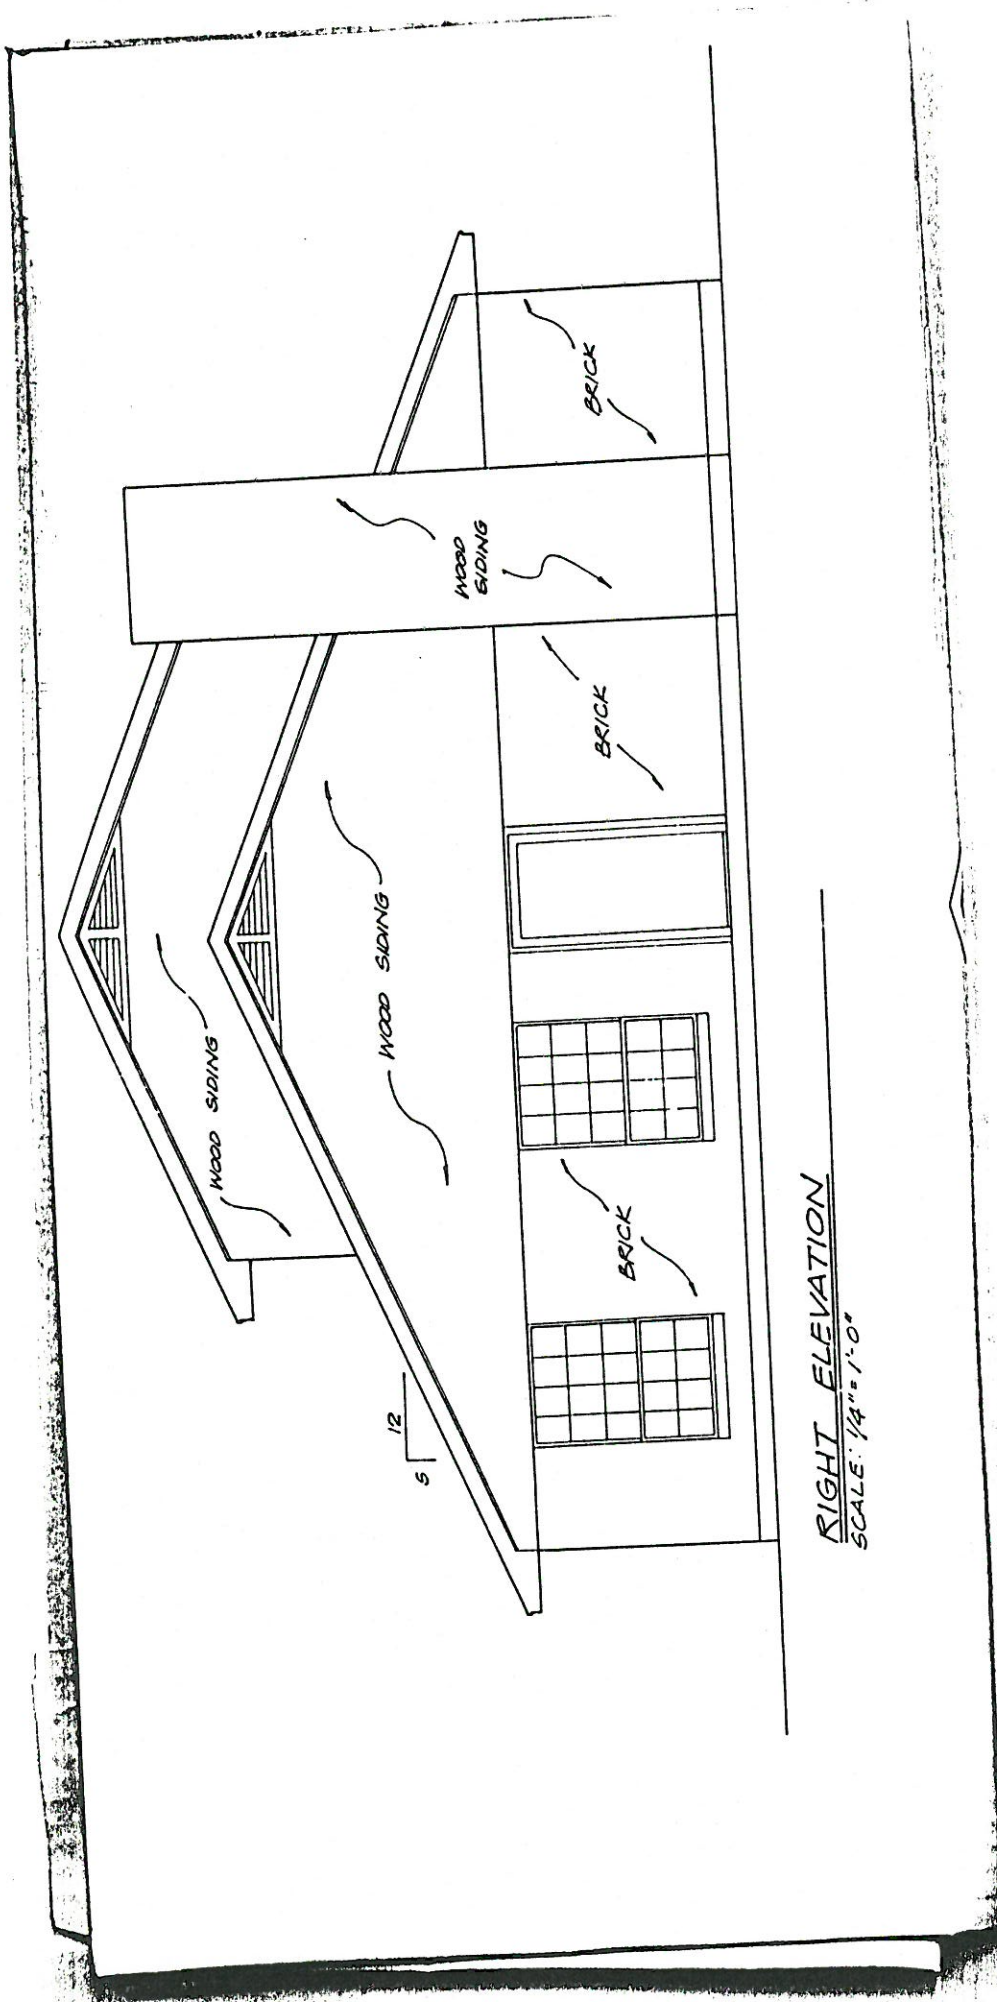 WOOD SIDING
WOOD SIDING
12
5
WOOD
SIDING
BRICK
BRICK
BRICK
RIGHT ELEVATION
SCALE: 1/4" = 1'-0"